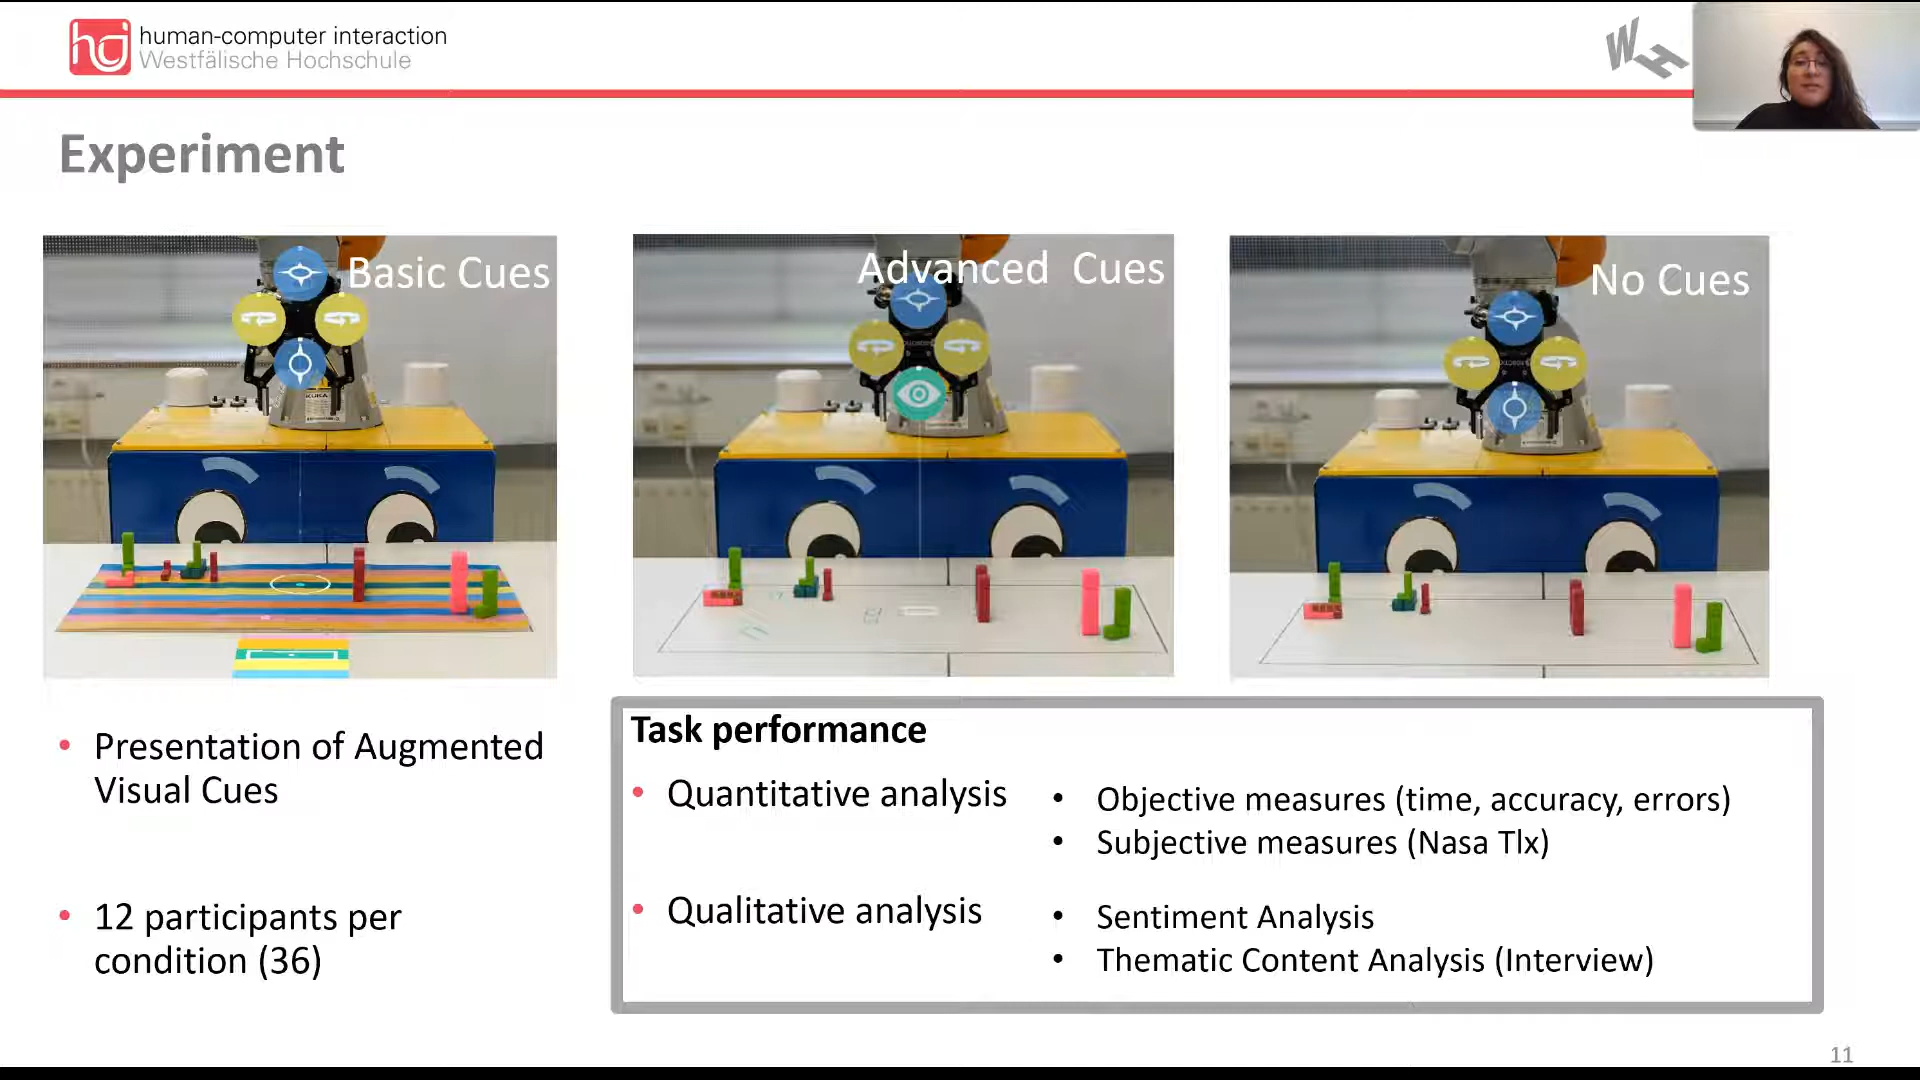 human-computer interaction
Westfälische Hochschule
WH
Experiment
Basic Cues
Advanced Cues
No Cues
KUKA
• Presentation of Augmented
Visual Cues
• 12 participants per
condition (36)
Task performance
• Quantitative analysis
• Objective measures (time, accuracy, errors)
• Subjective measures (Nasa Tlx)
• Qualitative analysis
• Sentiment Analysis
• Thematic Content Analysis (Interview)
11